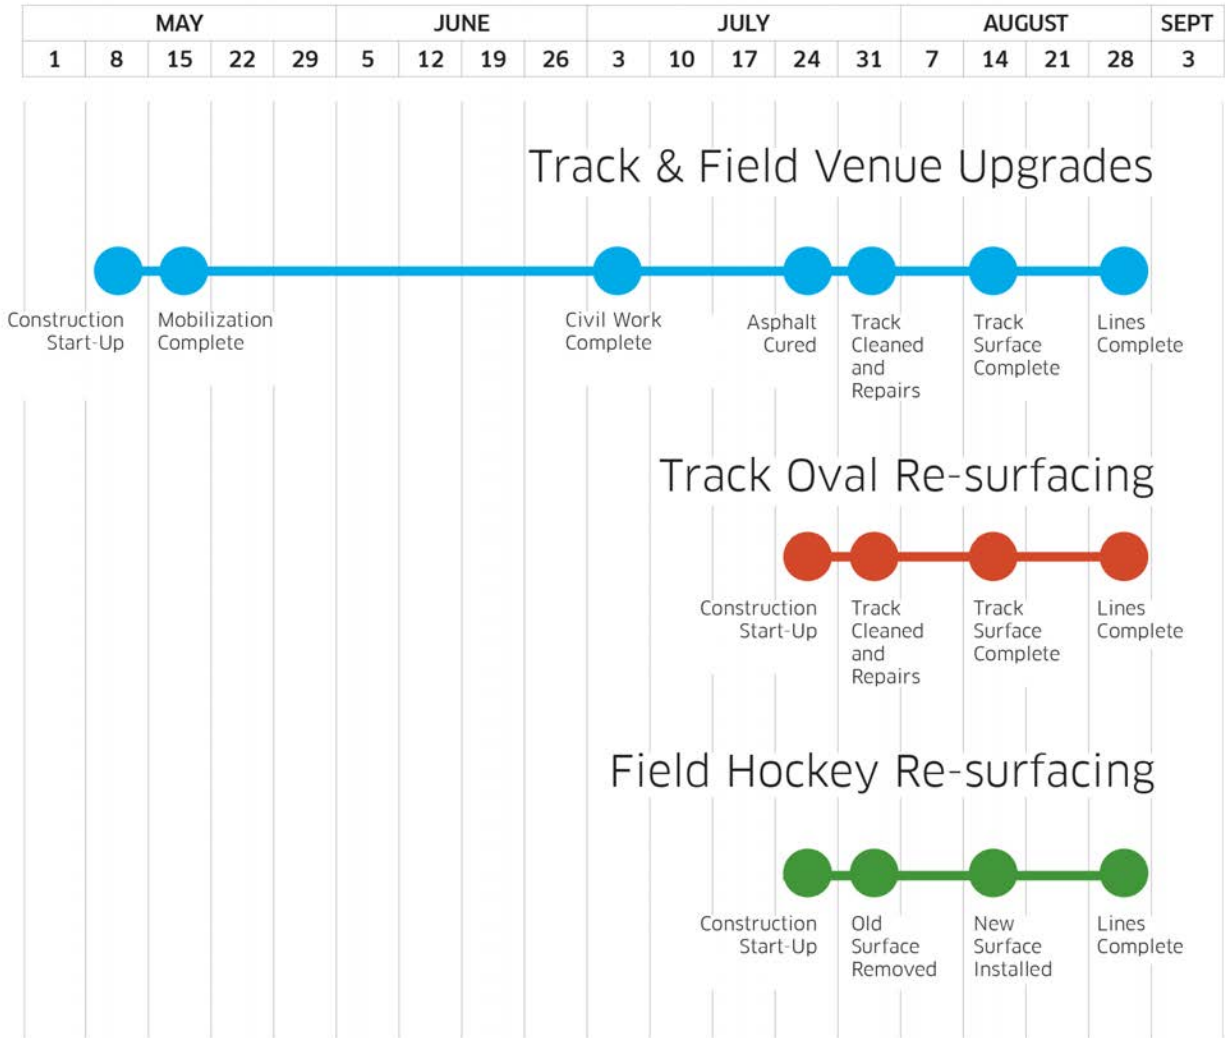 MAY JUNE JULY AUGUST SEPT
1 8 15 22 29 5 12 19 26 3 10 17 24 31 7 14 21 28 3
Track & Field Venue Upgrades
Construction
Start-Up
Mobilization
Complete
Civil Work
Complete
Asphalt
Cured
Track
Cleaned
and
Repairs
Track
Surface
Complete
Lines
Complete
Track Oval Re-surfacing
Construction
Start-Up
Track
Cleaned
and
Repairs
Track
Surface
Complete
Lines
Complete
Field Hockey Re-surfacing
Construction
Start-Up
Old
Surface
Removed
New
Surface
Installed
Lines
Complete